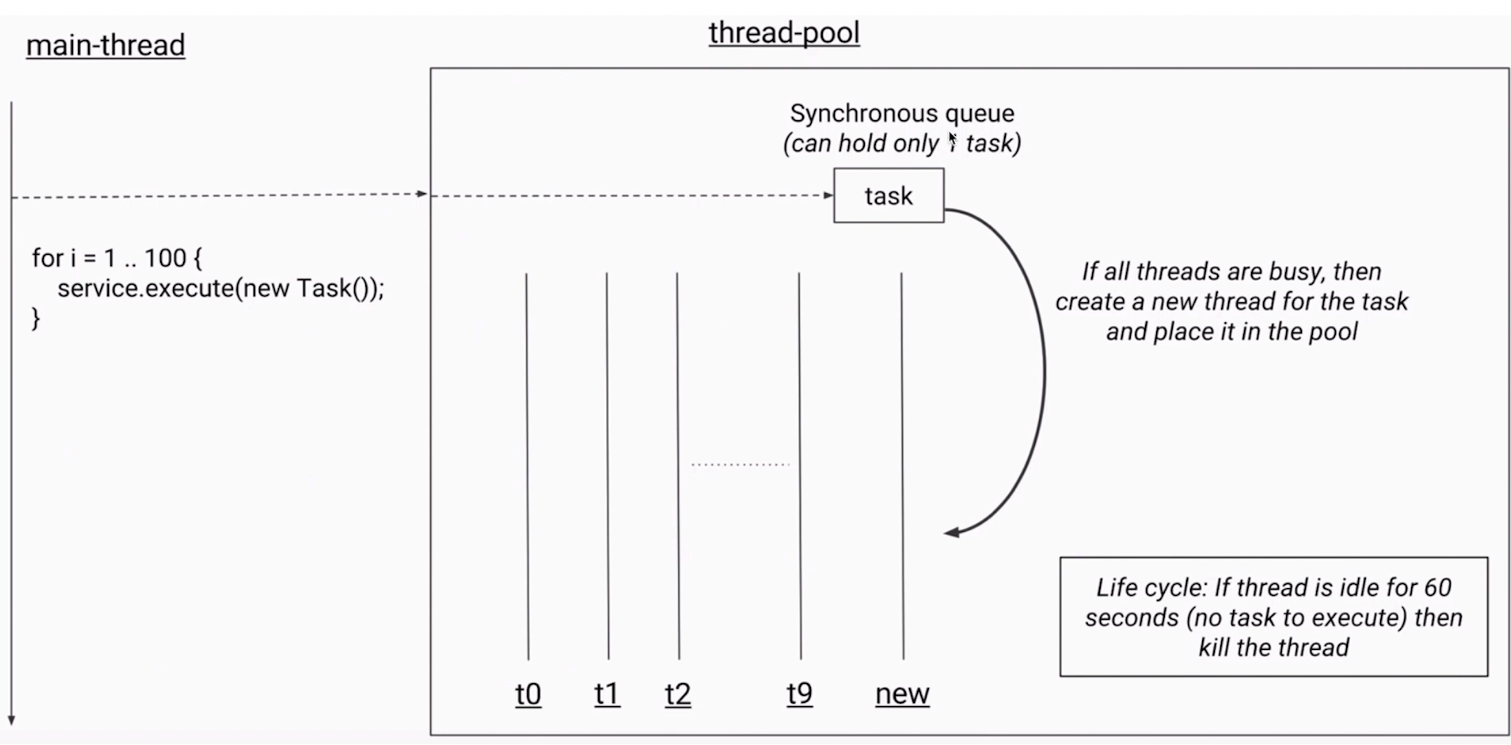 main-thread
thread-pool
Synchronous queue
(can hold only 1 task)
task
for i = 1 .. 100 {
service.execute(new Task());
}
If all threads are busy, then
create a new thread for the task
and place it in the pool
Life cycle: If thread is idle for 60
seconds (no task to execute) then
kill the thread
t0 t1 t2 t9 new